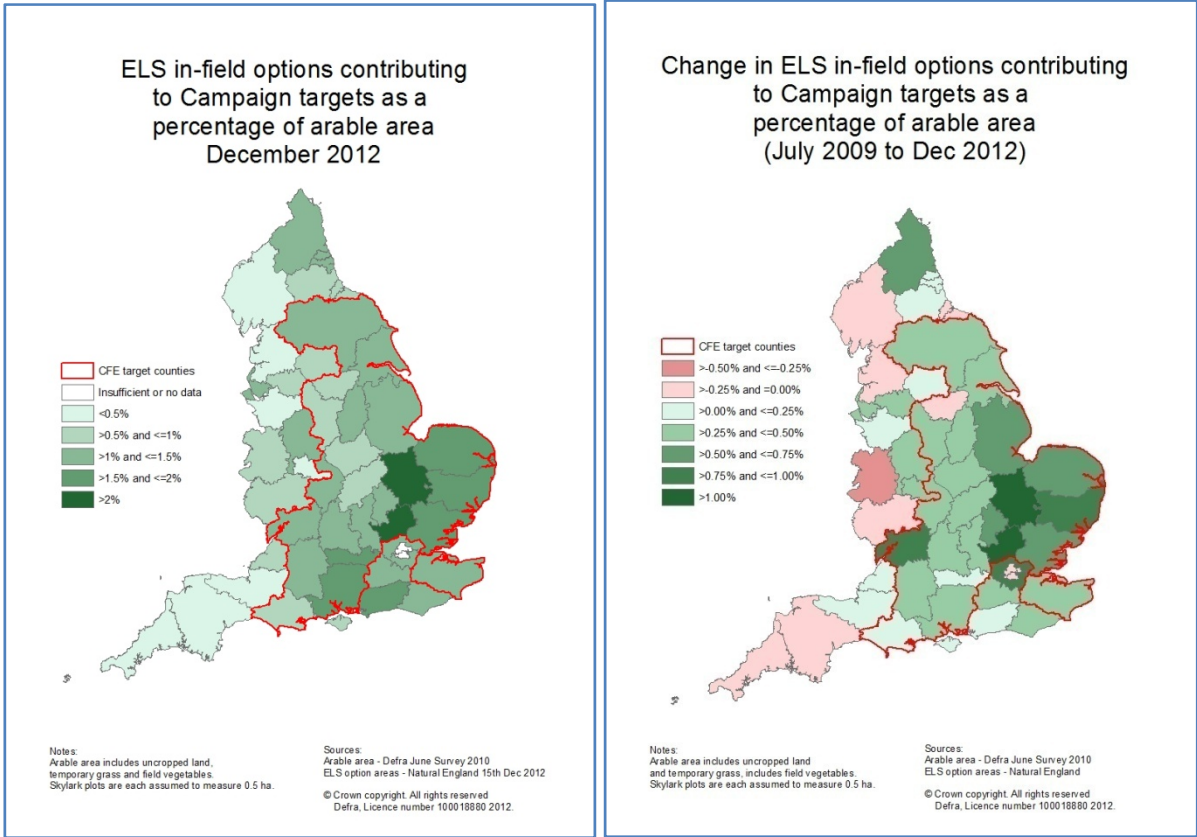 ELS in-field options contributing
to Campaign targets as a
percentage of arable area
December 2012
CFE target counties
Insufficient or no data
<0.5%
>0.5% and <=1%
>1% and <=1.5%
>1.5% and <=2%
>2%
Notes:
Arable area includes uncropped land,
temporary grass and field vegetables.
Skylark plots are each assumed to measure 0.5 ha.
Sources:
Arable area - Defra June Survey 2010
ELS option areas - Natural England 15th Dec 2012
© Crown copyright. All rights reserved
Defra, Licence number 100018880 2012.
Change in ELS in-field options contributing
to Campaign targets as a
percentage of arable area
(July 2009 to Dec 2012)
CFE target counties
>-0.50% and <=-0.25%
>-0.25% and =0.00%
>0.00% and <=0.25%
>0.25% and <=0.50%
>0.50% and <=0.75%
>0.75% and <=1.00%
>1.00%
Notes:
Arable area includes uncropped land
and temporary grass, includes field vegetables.
Skylark plots are each assumed to measure 0.5 ha.
Sources:
Arable area - Defra June Survey 2010
ELS option areas - Natural England
© Crown copyright. All rights reserved
Defra, Licence number 100018880 2012.